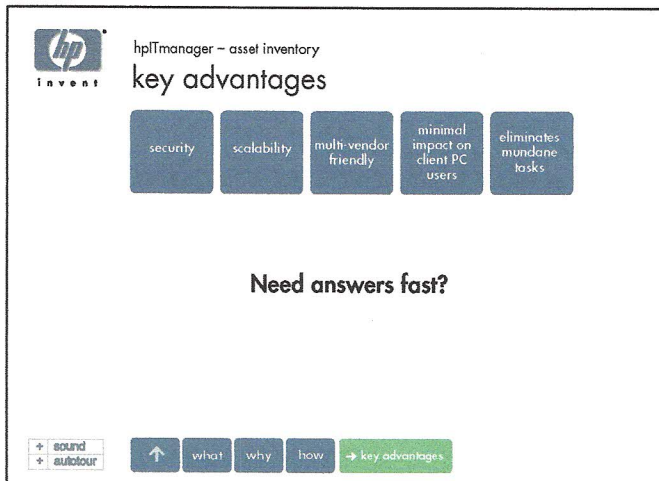 hp
invent
hpITmanager – asset inventory
key advantages
security
scalability
multi-vendor
friendly
minimal
impact on
client PC
users
eliminates
mundane
tasks
Need answers fast?
+ sound
+ autotour
↑
what
why
how
→ key advantages